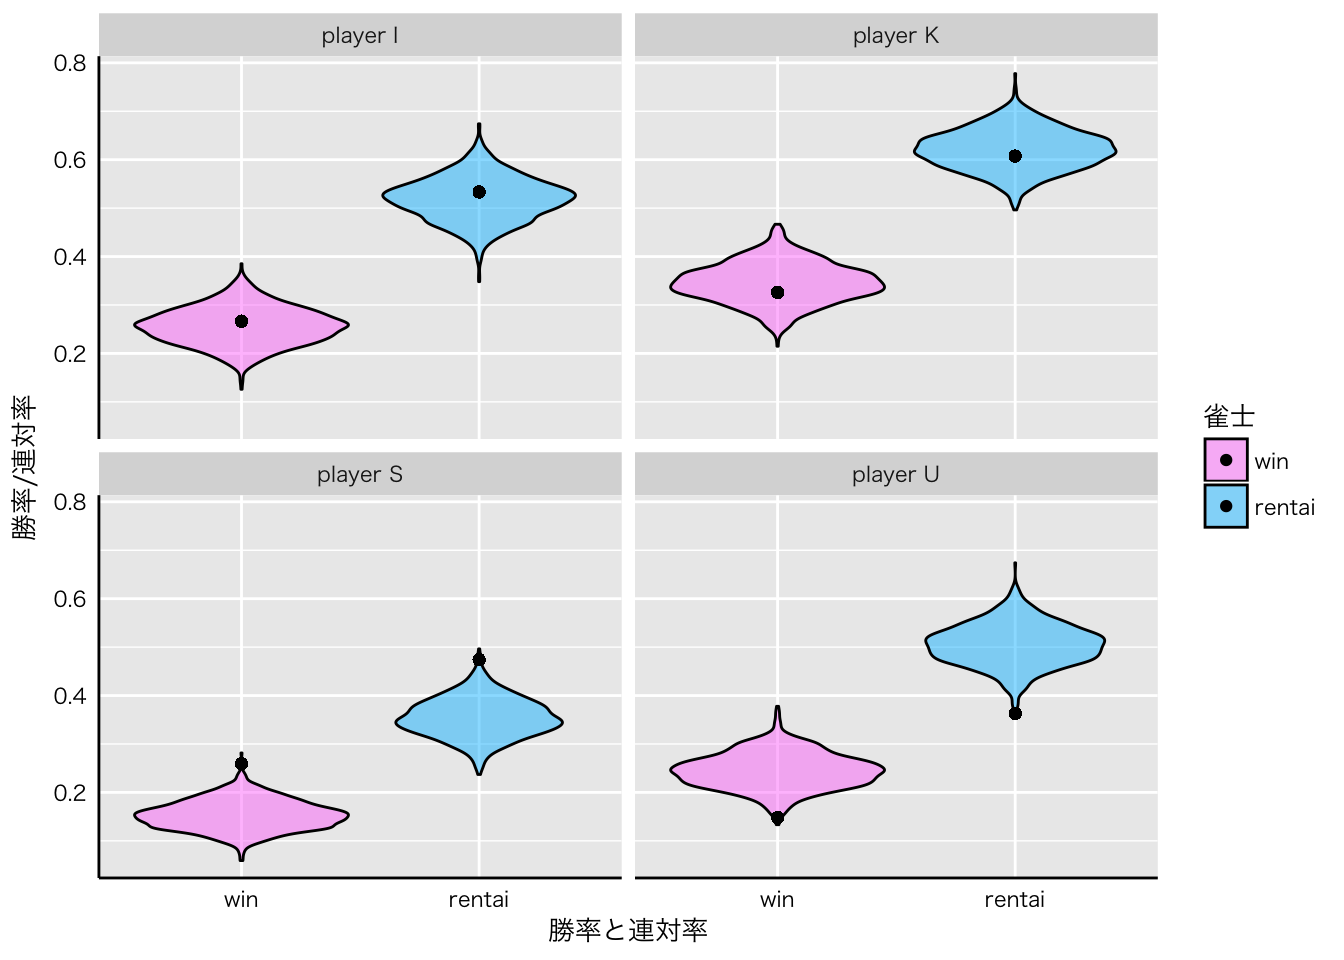 player I
player K
0.8
0.6
0.4
0.2
player S
player U
0.8
0.6
0.4
0.2
win
rentai
win
rentai
勝率と連対率
勝率/連対率
雀士
win
rentai